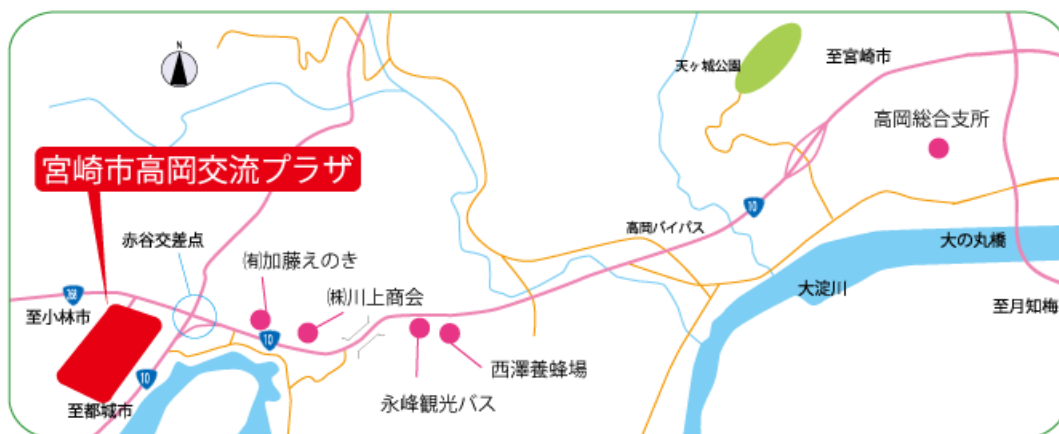 N
天ヶ城公園
至宮崎市
高岡総合支所
宮崎市高岡交流プラザ
10
高岡バイパス
赤谷交差点
大の丸橋
㈲加藤えのき
大淀川
268
㈱川上商会
至小林市
至月知梅
10
西澤養蜂場
10
永峰観光バス
至都城市